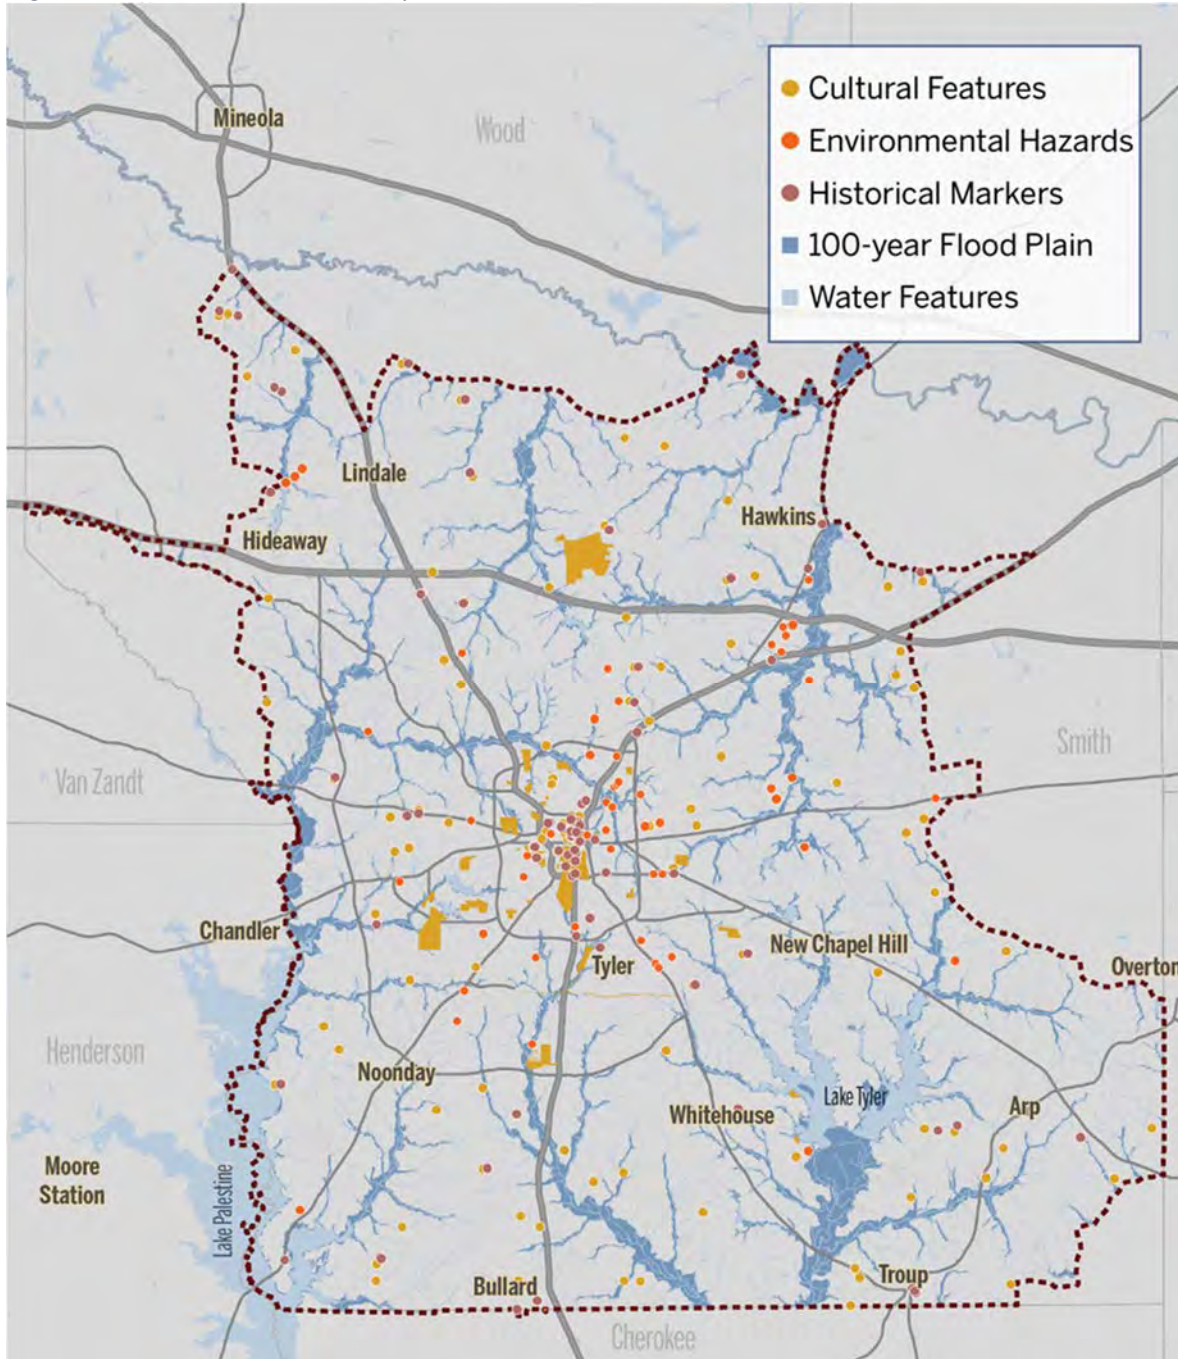 Mineola
Wood
Cultural Features
Environmental Hazards
Historical Markers
100-year Flood Plain
Water Features
Lindale
Hawkins
Hideaway
Smith
Van Zandt
Chandler
New Chapel Hill
Tyler
Overton
Henderson
Noonday
Lake Tyler
Whitehouse
Arp
Moore
Station
Lake Palestine
Bullard
Troup
Cherokee